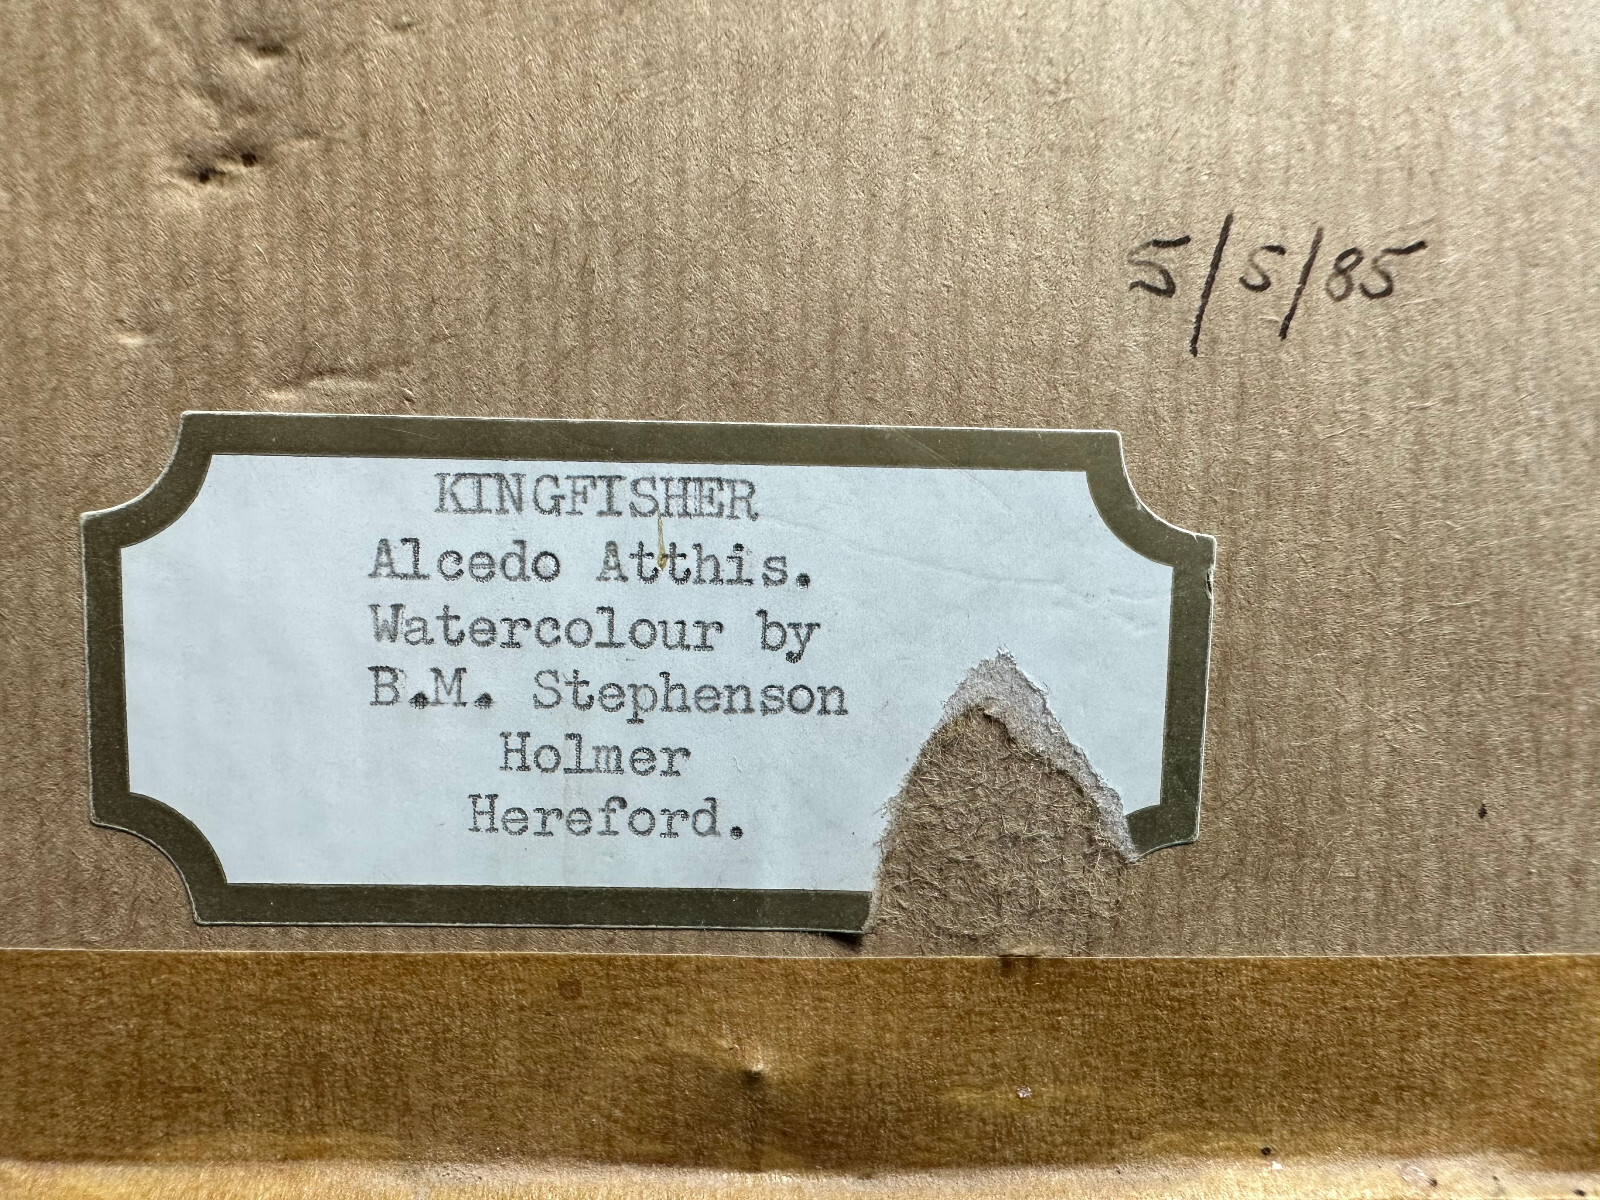 5/5/85
KINGFISHER
Alcedo Atthis.
Watercolour by
B.M. Stephenson
Holmer
Hereford.